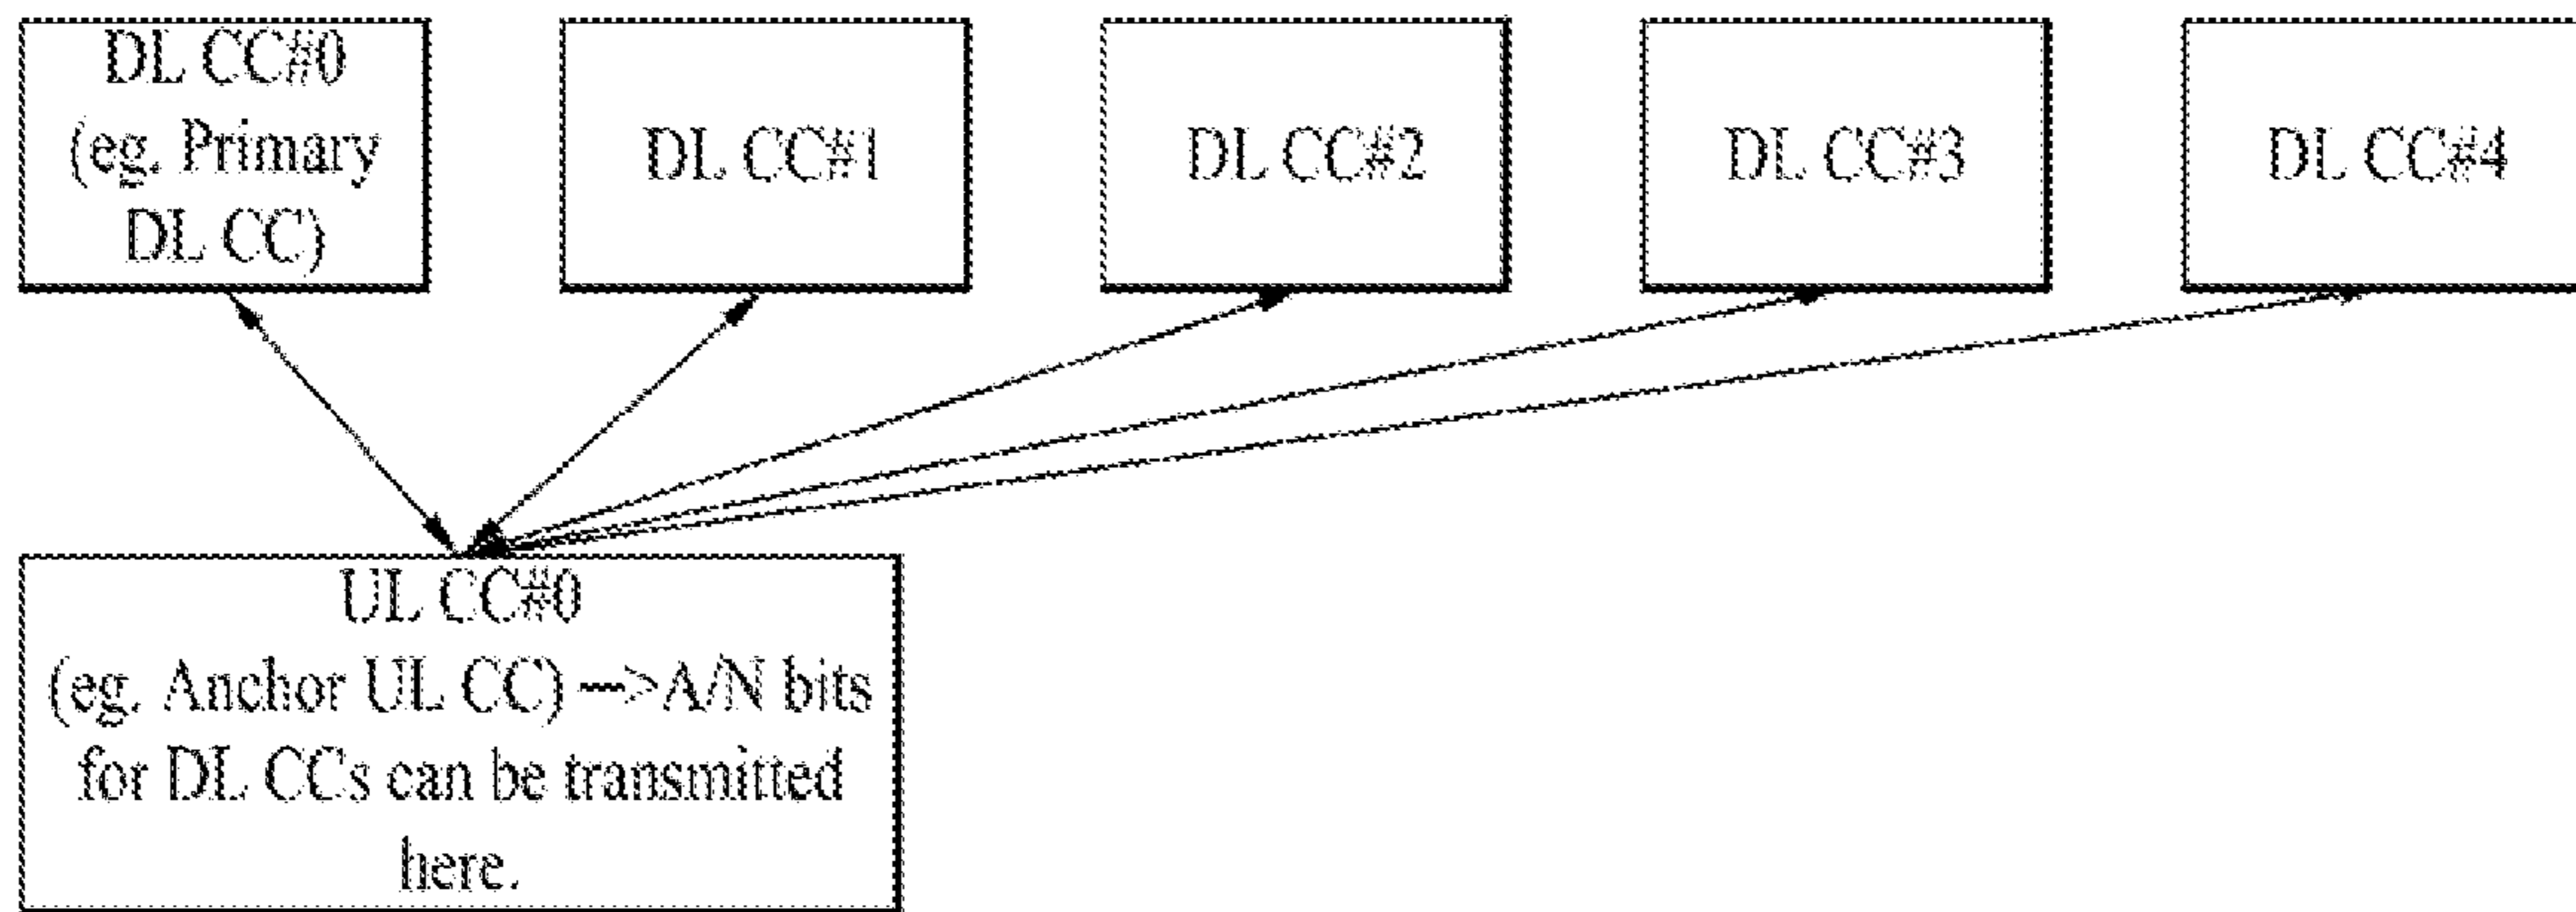 DL CC#0
(eg. Primary
DL CC)
DL CC#1
DL CC#2
DL CC#3
DL CC#4
UL CC#0
(eg. Anchor UL CC) --->A/N bits
for DL CCs can be transmitted
here.